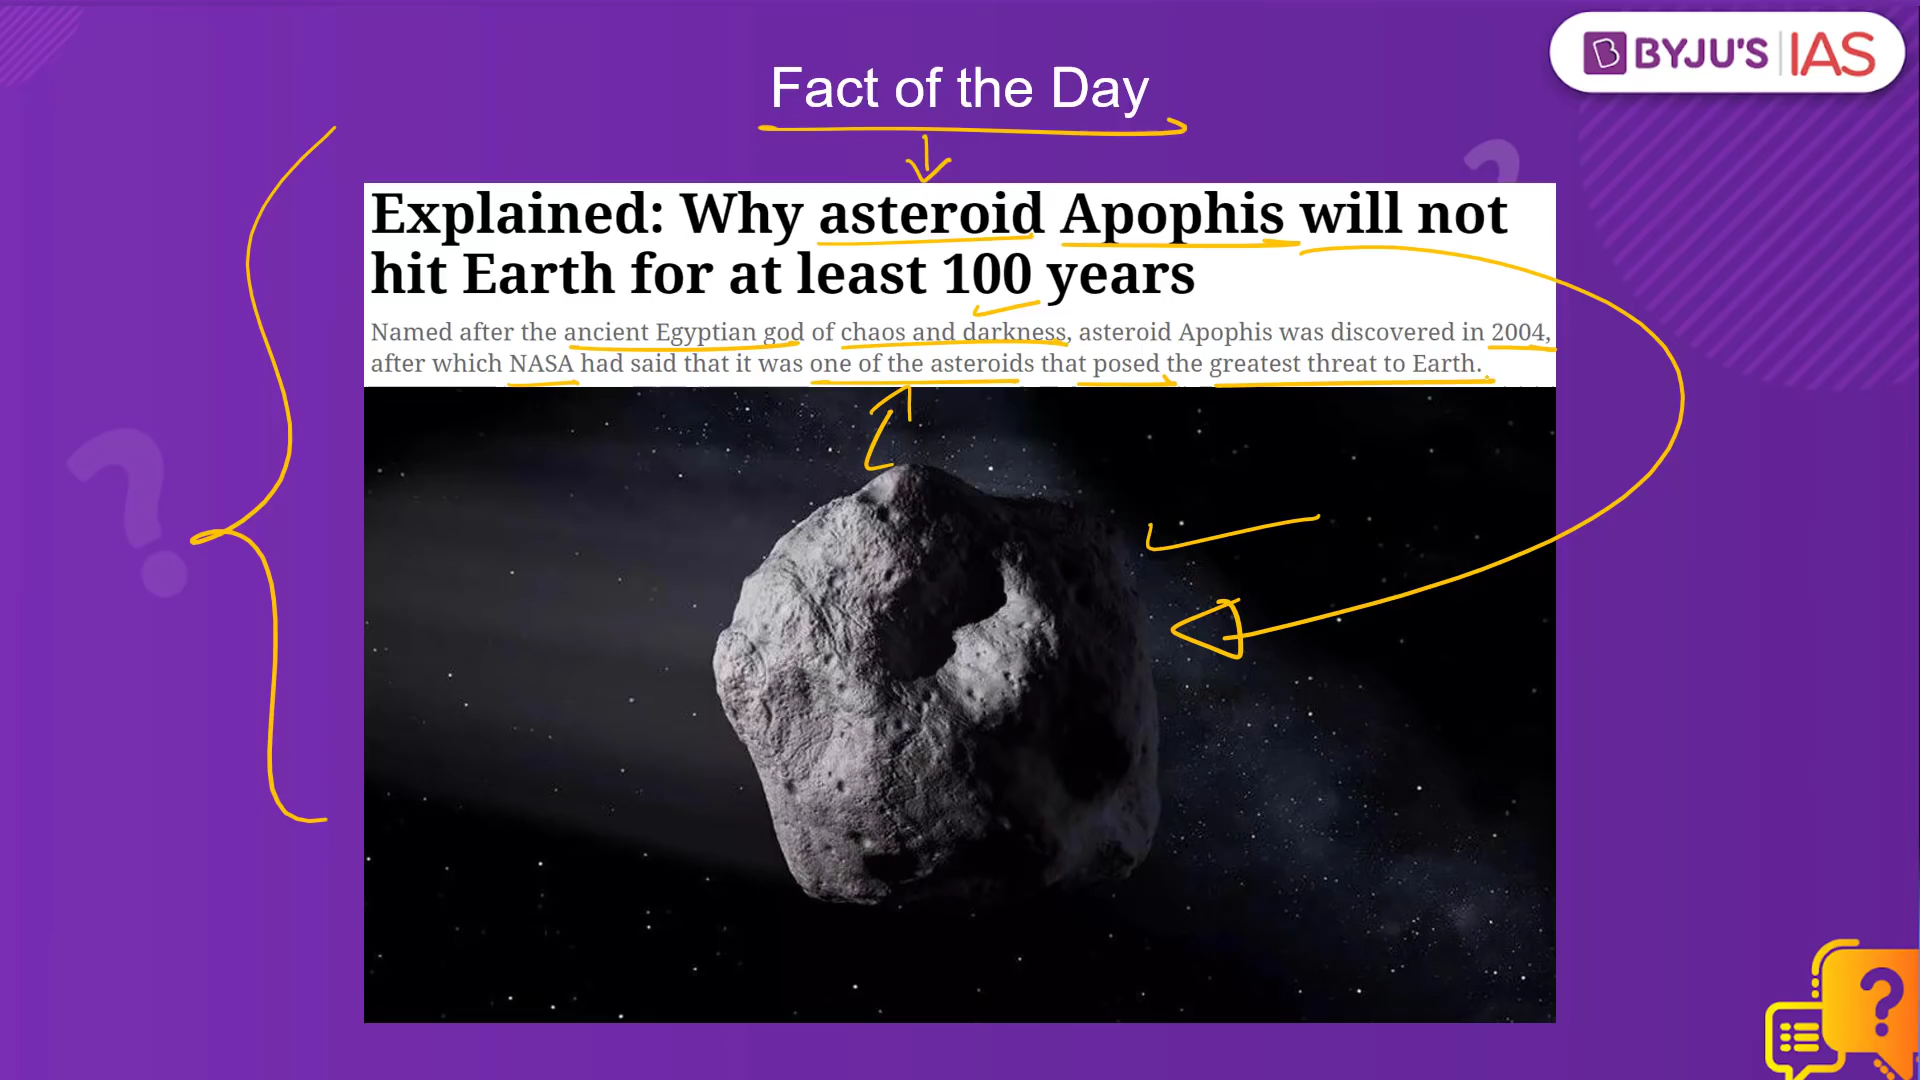 BYJU'S IAS
Fact of the Day
Explained: Why asteroid Apophis will not
hit Earth for at least 100 years
Named after the ancient Egyptian god of chaos and darkness, asteroid Apophis was discovered in 2004,
after which NASA had said that it was one of the asteroids that posed the greatest threat to Earth.